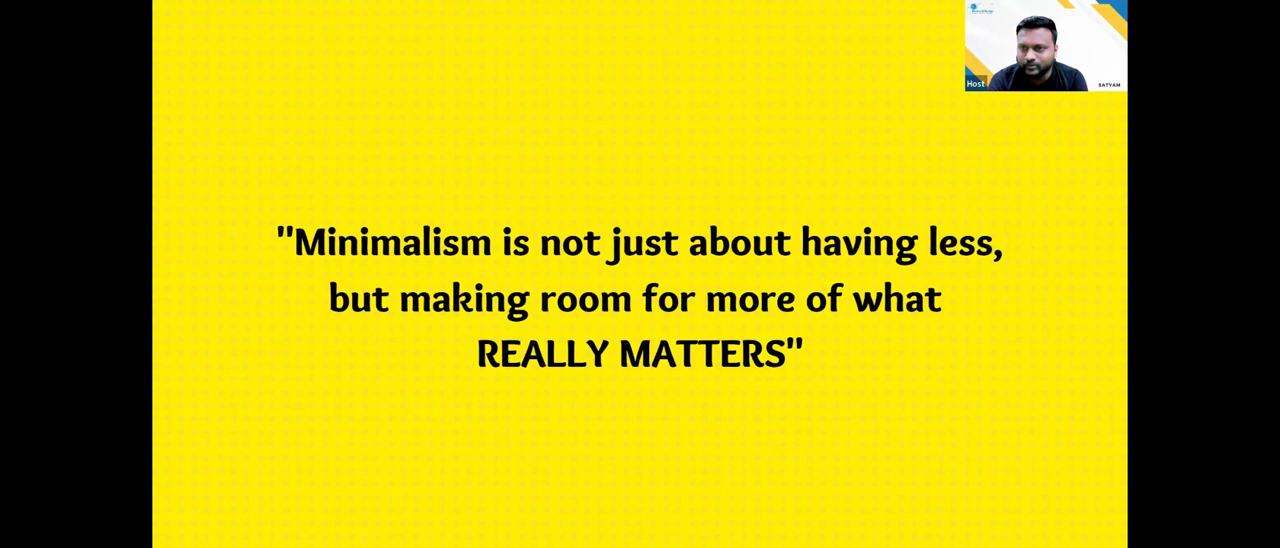 "Minimalism is not just about having less,
but making room for more of what
REALLY MATTERS"
Host
SATYAM